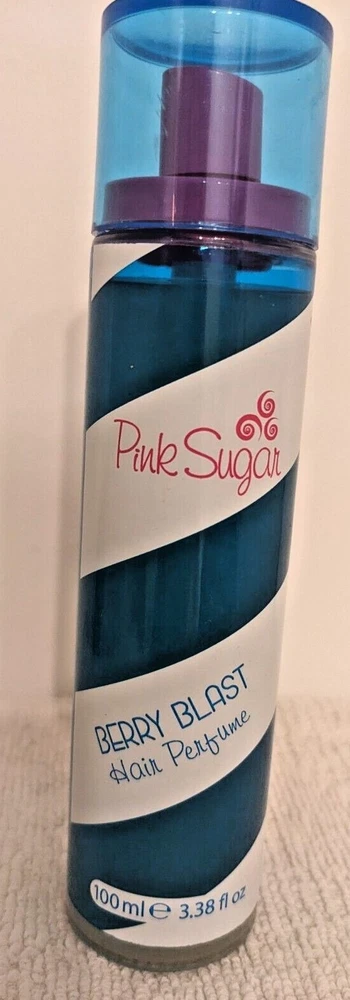 Pink Sugar
BERRY BLAST
Hair Perfume
100 ml ℮ 3.38 fl oz